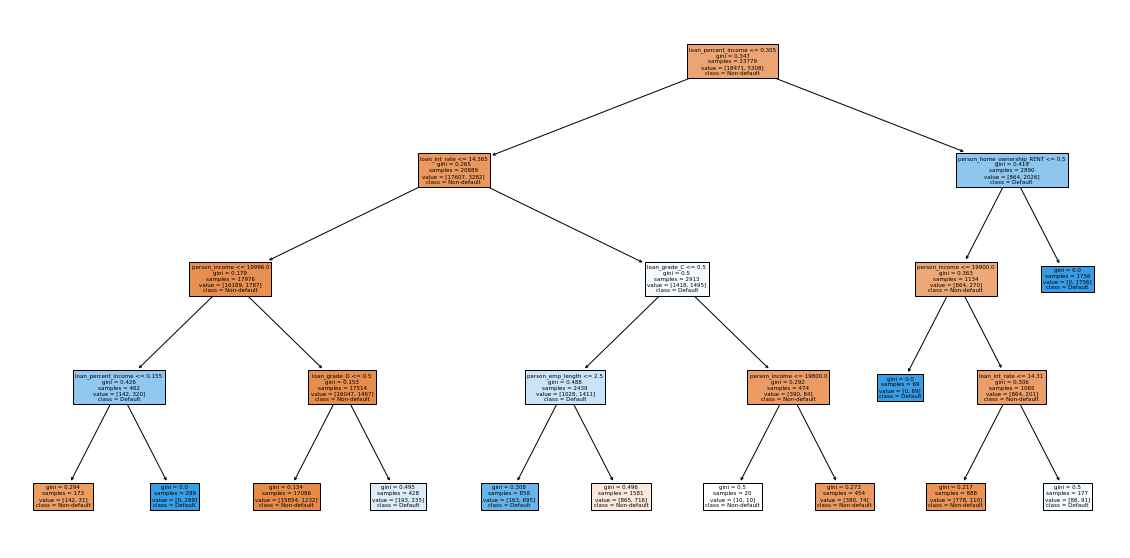 loan_percent_income <= 0.305
gini = 0.347
samples = 23779
value = [18471, 5308]
class = Non-default
loan_int_rate <= 14.365
gini = 0.265
samples = 20889
value = [17607, 3282]
class = Non-default
person_home_ownership_RENT <= 0.5
gini = 0.419
samples = 2890
value = [864, 2026]
class = Default
person_income <= 19996.0
gini = 0.179
samples = 17976
value = [16189, 1787]
class = Non-default
loan_grade_C <= 0.5
gini = 0.5
samples = 2913
value = [1418, 1495]
class = Default
person_income <= 19900.0
gini = 0.363
samples = 1134
value = [864, 270]
class = Non-default
gini = 0.0
samples = 1756
value = [0, 1756]
class = Default
loan_percent_income <= 0.155
gini = 0.426
samples = 462
value = [142, 320]
class = Default
loan_grade_D <= 0.5
gini = 0.153
samples = 17514
value = [16047, 1467]
class = Non-default
person_emp_length <= 2.5
gini = 0.488
samples = 2439
value = [1028, 1411]
class = Default
person_income <= 19800.0
gini = 0.292
samples = 474
value = [390, 84]
class = Non-default
gini = 0.0
samples = 69
value = [0, 69]
class = Default
loan_int_rate <= 14.31
gini = 0.306
samples = 1065
value = [864, 201]
class = Non-default
gini = 0.294
samples = 173
value = [142, 31]
class = Non-default
gini = 0.0
samples = 289
value = [0, 289]
class = Default
gini = 0.134
samples = 17086
value = [15854, 1232]
class = Non-default
gini = 0.495
samples = 428
value = [193, 235]
class = Default
gini = 0.308
samples = 858
value = [163, 695]
class = Default
gini = 0.496
samples = 1581
value = [865, 716]
class = Non-default
gini = 0.5
samples = 20
value = [10, 10]
class = Non-default
gini = 0.273
samples = 454
value = [380, 74]
class = Non-default
gini = 0.217
samples = 888
value = [778, 110]
class = Non-default
gini = 0.5
samples = 177
value = [86, 91]
class = Default